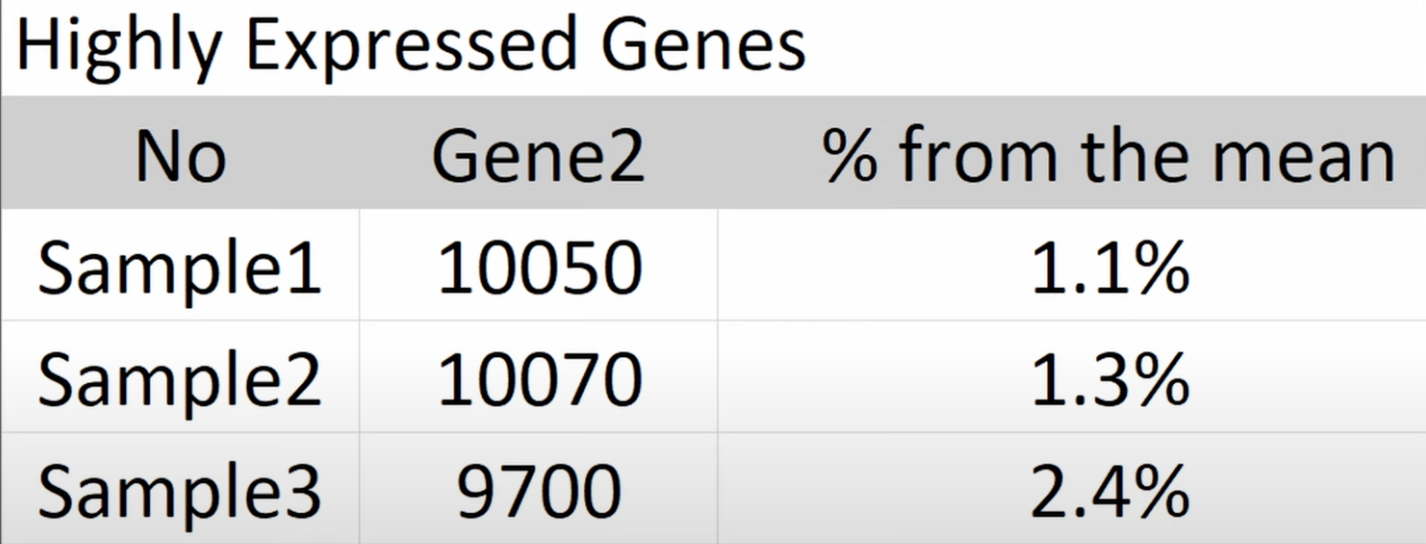 Highly Expressed Genes
No Gene2 % from the mean
Sample1 10050 1.1%
Sample2 10070 1.3%
Sample3 9700 2.4%